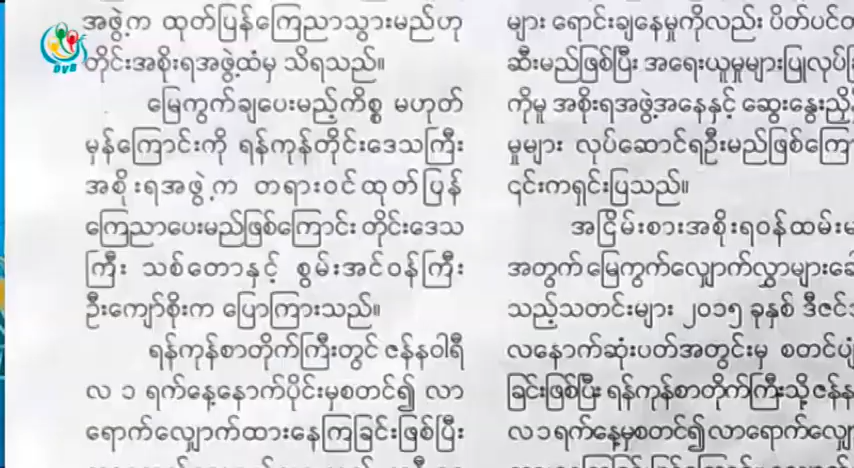 အဖွဲ့က ထုတ်ပြန်ကြေညာသွားမည်ဟု
တိုင်းအစိုးရအဖွဲ့ထံမှ သိရသည်။
မြေကွက်ချပေးမည့်ကိစ္စ မဟုတ်
မှန်ကြောင်းကို ရန်ကုန်တိုင်းဒေသကြီး
အစိုးရအဖွဲ့က တရားဝင်ထုတ်ပြန်
ကြေညာပေးမည်ဖြစ်ကြောင်း တိုင်းဒေသ
ကြီး သစ်တောနှင့် စွမ်းအင်ဝန်ကြီး
ဦးကျော်စိုးက ပြောကြားသည်။
ရန်ကုန်စာတိုက်ကြီးတွင် ဇန်နဝါရီ
လ ၁ ရက်နေ့နောက်ပိုင်းမှစတင်၍ လာ
ရောက်လျှောက်ထားနေကြခြင်းဖြစ်ပြီး
များ ရောင်းချနေမှုကိုလည်း
ဆီးမည်ဖြစ်ပြီး အရေးယူမှုများပြုလုပ်
ကိုမူ အစိုးရအဖွဲ့အနေနှင့်
မှုများ လုပ်ဆောင်ရဦးမည်ဖြစ်ကြော
၎င်းကရှင်းပြသည်။
အငြိမ်းစားအစိုးရဝန်ထမ်း
အတွက် မြေကွက်လျှောက်လွှာများ
သည့်သတင်းများ ၂၀၁၅ ခုနှစ် ဒီဇင်
လနောက်ဆုံးပတ်အတွင်းမှ စတင်
ခြင်းဖြစ်ပြီး ရန်ကုန်စာတိုက်ကြီးသို့ ဇန်န
လ ၁ ရက်နေ့မှစတင်၍ လာရောက်လျှော
DVB